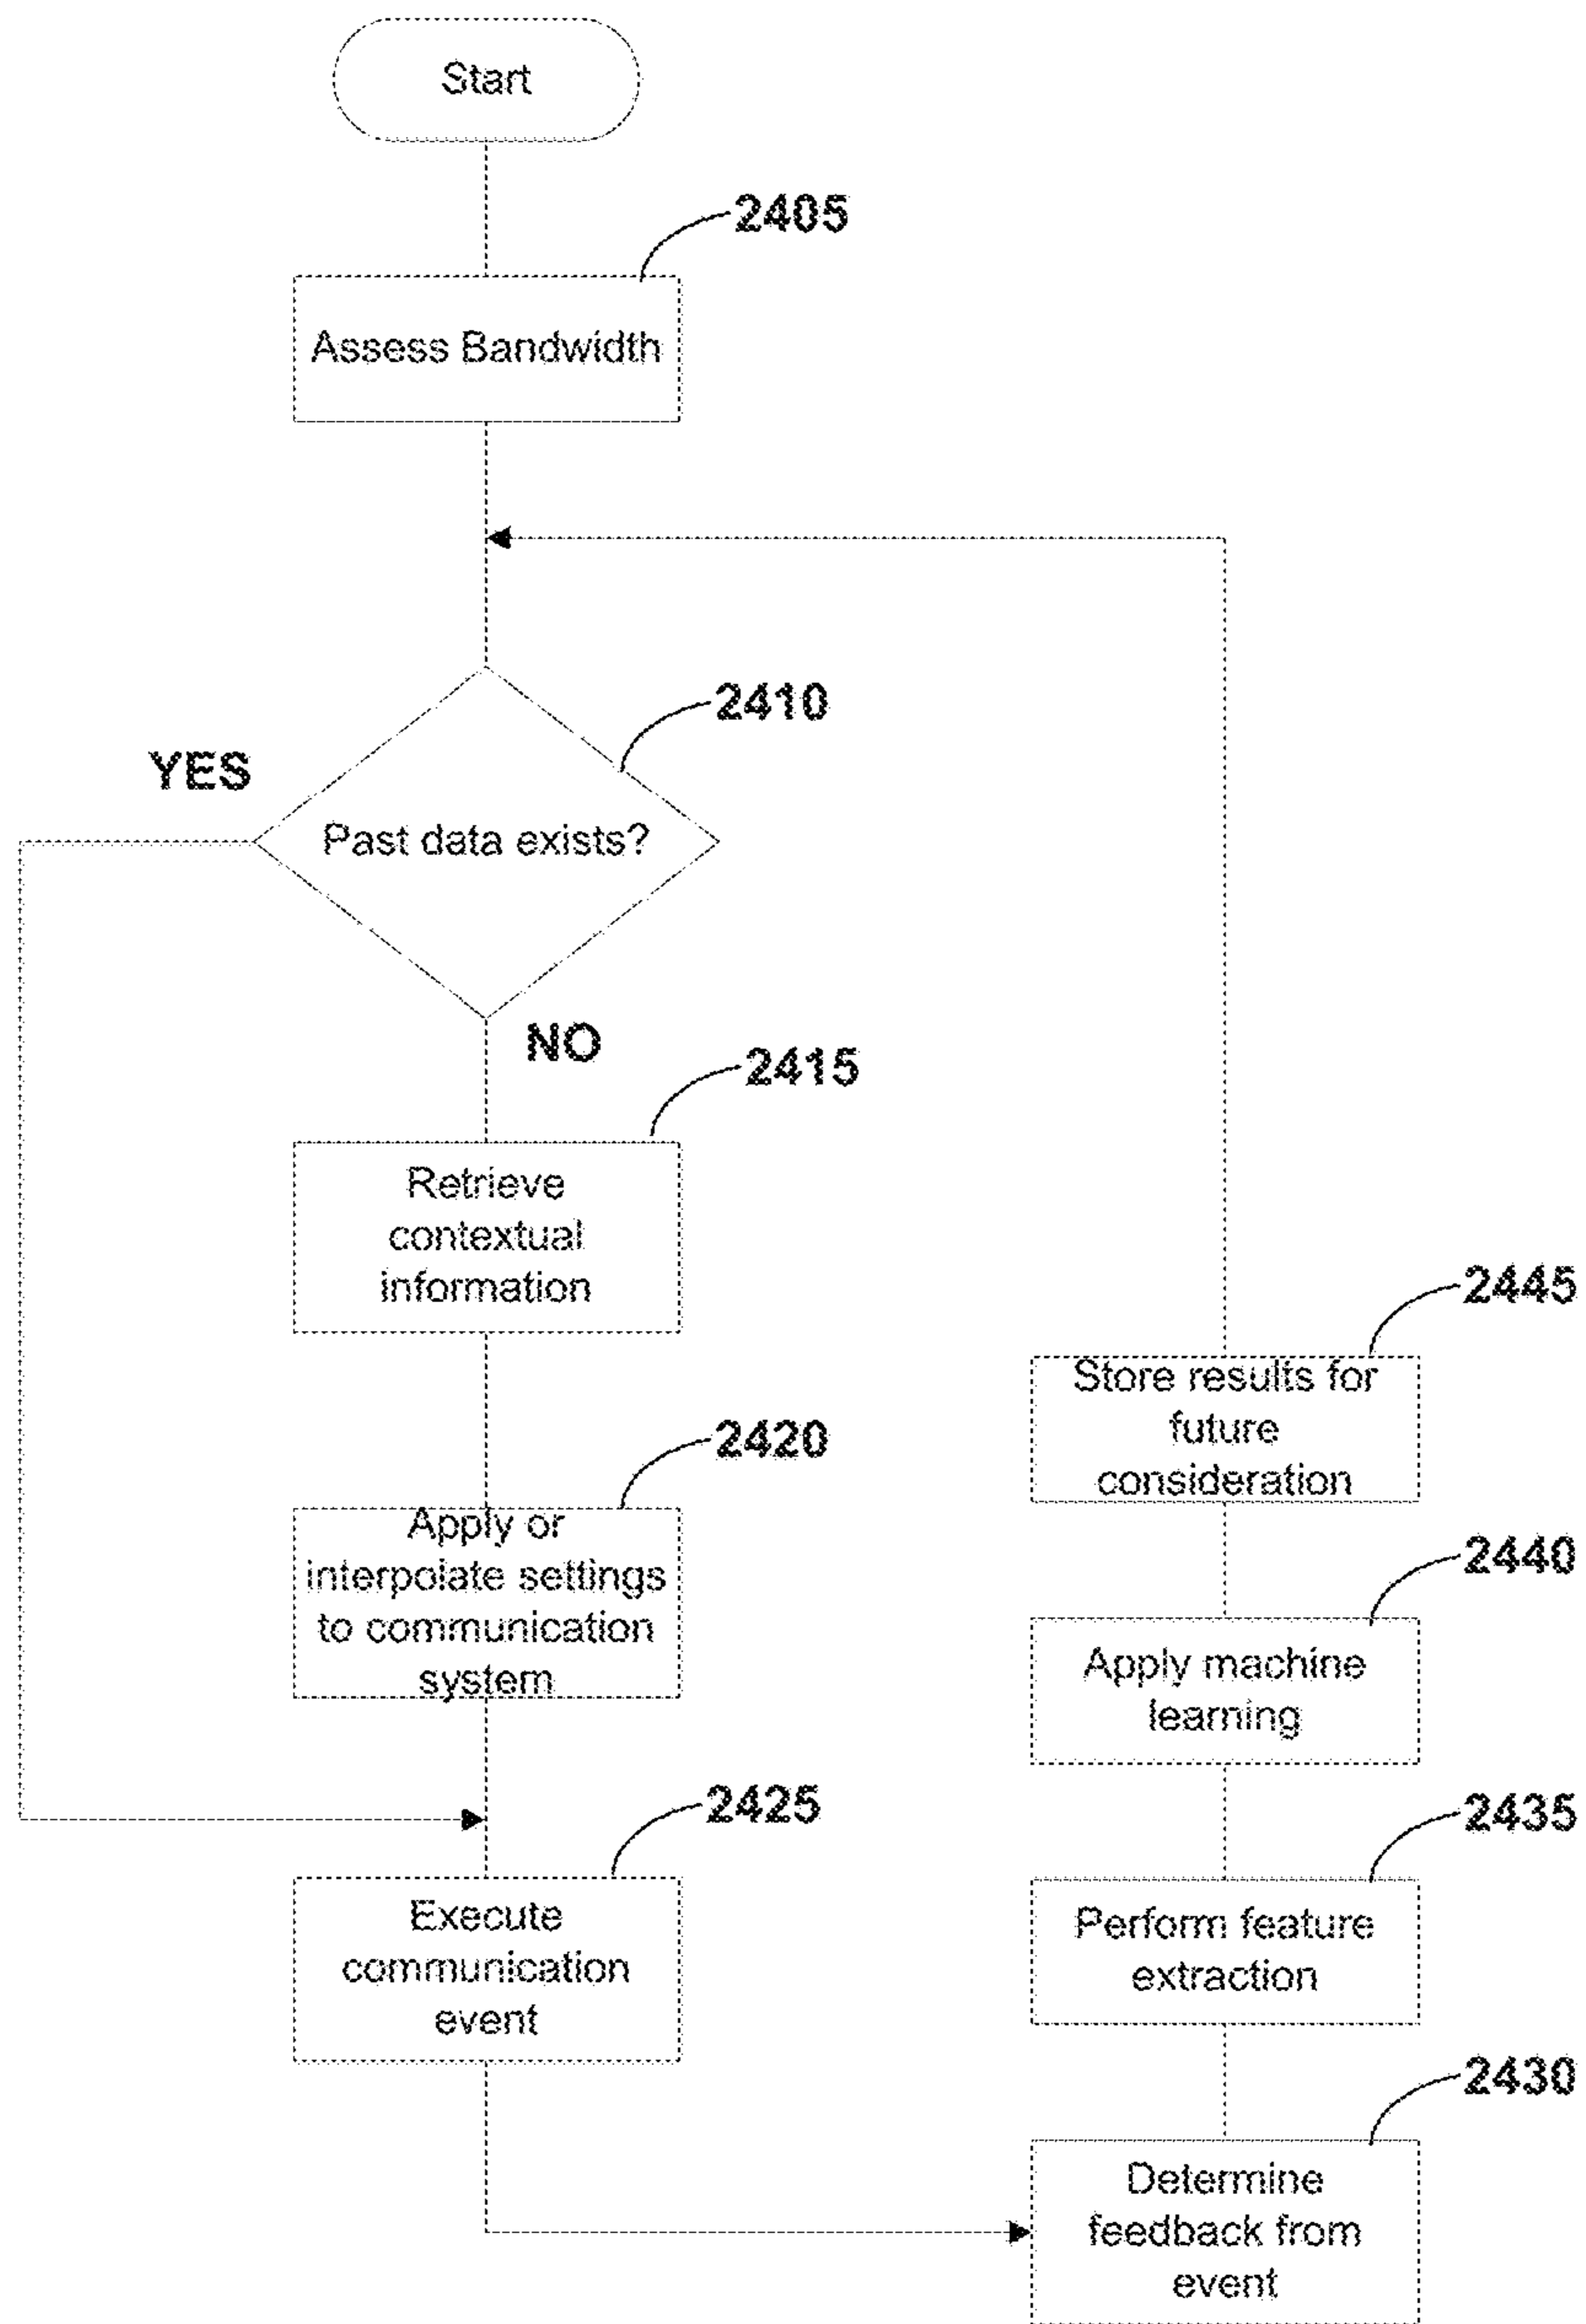 Start
2405
Assess Bandwidth
2410
YES
Past data exists?
NO
2415
Retrieve
contextual
information
2420
Apply or
interpolate settings
to communication
system
2425
Execute
communication
event
2445
Store results for
future
consideration
2440
Apply machine
learning
2435
Perform feature
extraction
2430
Determine
feedback from
event